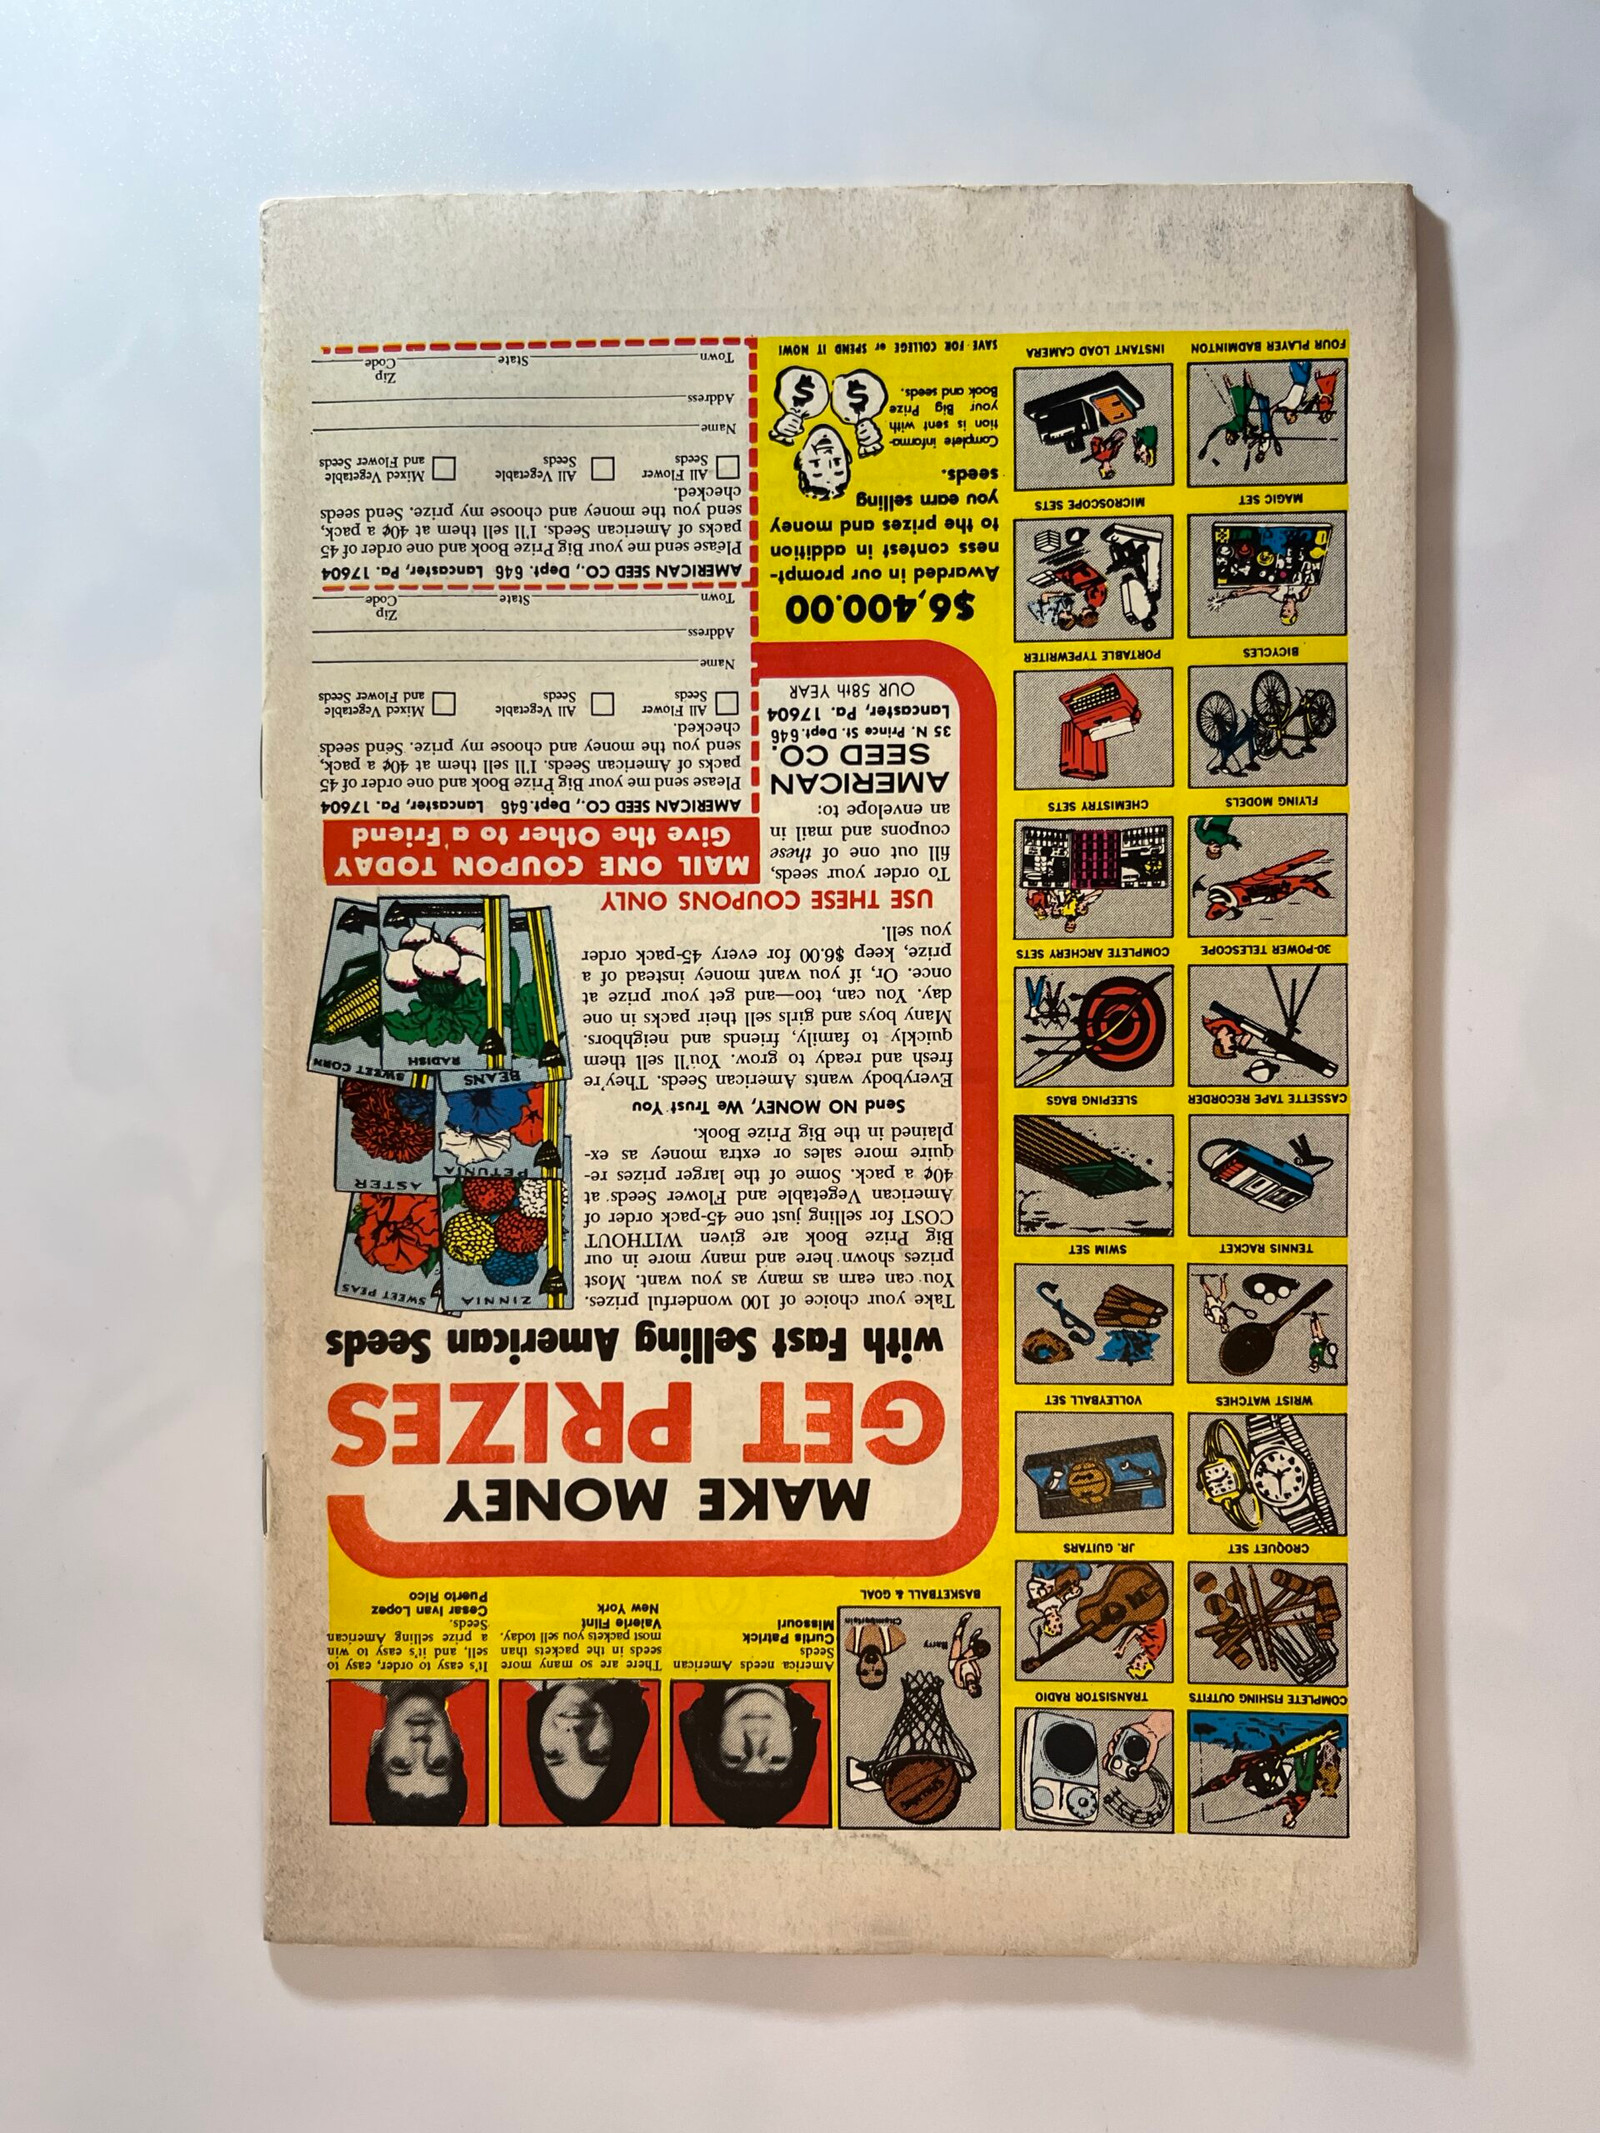 COMPLETE FISHING OUTFITS
TRANSISTOR RADIO
Spalding
Barry
Chamberlain
BASKETBALL & GOAL
America needs American
Seeds
Curtis Patrick
Missouri
There are so many more
seeds in the packets than
most packets you sell today.
Valerie Flint
New York
It's easy to order, easy to
sell, and it's easy to win
a prize selling American
Seeds.
Cesar Ivan Lopez
Puerto Rico
CROQUET SET
JR. GUITARS
WRIST WATCHES
VOLLEYBALL SET
TENNIS RACKET
SWIM SET
CASSETTE TAPE RECORDER
SLEEPING BAGS
30-POWER TELESCOPE
COMPLETE ARCHERY SETS
FLYING MODELS
CHEMISTRY SETS
BICYCLES
PORTABLE TYPEWRITER
MAGIC SET
MICROSCOPE SETS
FOUR PLAYER BADMINTON
INSTANT LOAD CAMERA
MAKE MONEY
GET PRIZES
with Fast Selling American Seeds
Take your choice of 100 wonderful prizes.
You can earn as many as you want. Most
prizes shown here and many more in our
Big Prize Book are given WITHOUT
COST for selling just one 45-pack order of
American Vegetable and Flower Seeds at
40¢ a pack. Some of the larger prizes re-
quire more sales or extra money as ex-
plained in the Big Prize Book.
Send NO MONEY, We Trust You
Everybody wants American Seeds. They're
fresh and ready to grow. You'll sell them
quickly to family, friends and neighbors.
Many boys and girls sell their packs in one
day. You can, too—and get your prize at
once. Or, if you want money instead of a
prize, keep $6.00 for every 45-pack order
you sell.
ZINNIA
SWEET PEAS
PETUNIA
ASTER
BEANS
RADISH
SWEET CORN
USE THESE COUPONS ONLY
To order your seeds,
fill out one of these
coupons and mail in
an envelope to:
AMERICAN
SEED CO.
35 N. Prince St. Dept.646
Lancaster, Pa. 17604
OUR 58th YEAR
MAIL ONE COUPON TODAY
Give the Other to a Friend
AMERICAN SEED CO., Dept. 646 Lancaster, Pa. 17604
Please send me your Big Prize Book and one order of 45
packs of American Seeds. I'll sell them at 40¢ a pack,
send you the money and choose my prize. Send seeds
checked.
All Flower Seeds
All Vegetable Seeds
Mixed Vegetable and Flower Seeds
Name
Address
Town State Zip Code
AMERICAN SEED CO., Dept. 646 Lancaster, Pa. 17604
Please send me your Big Prize Book and one order of 45
packs of American Seeds. I'll sell them at 40¢ a pack,
send you the money and choose my prize. Send seeds
checked.
All Flower Seeds
All Vegetable Seeds
Mixed Vegetable and Flower Seeds
Name
Address
Town State Zip Code
$6,400.00
Awarded in our prompt-
ness contest in addition
to the prizes and money
you earn selling
seeds.
Complete informa-
tion is sent with
your Big Prize
Book and seeds.
$ $
SAVE FOR COLLEGE or SPEND IT NOW!